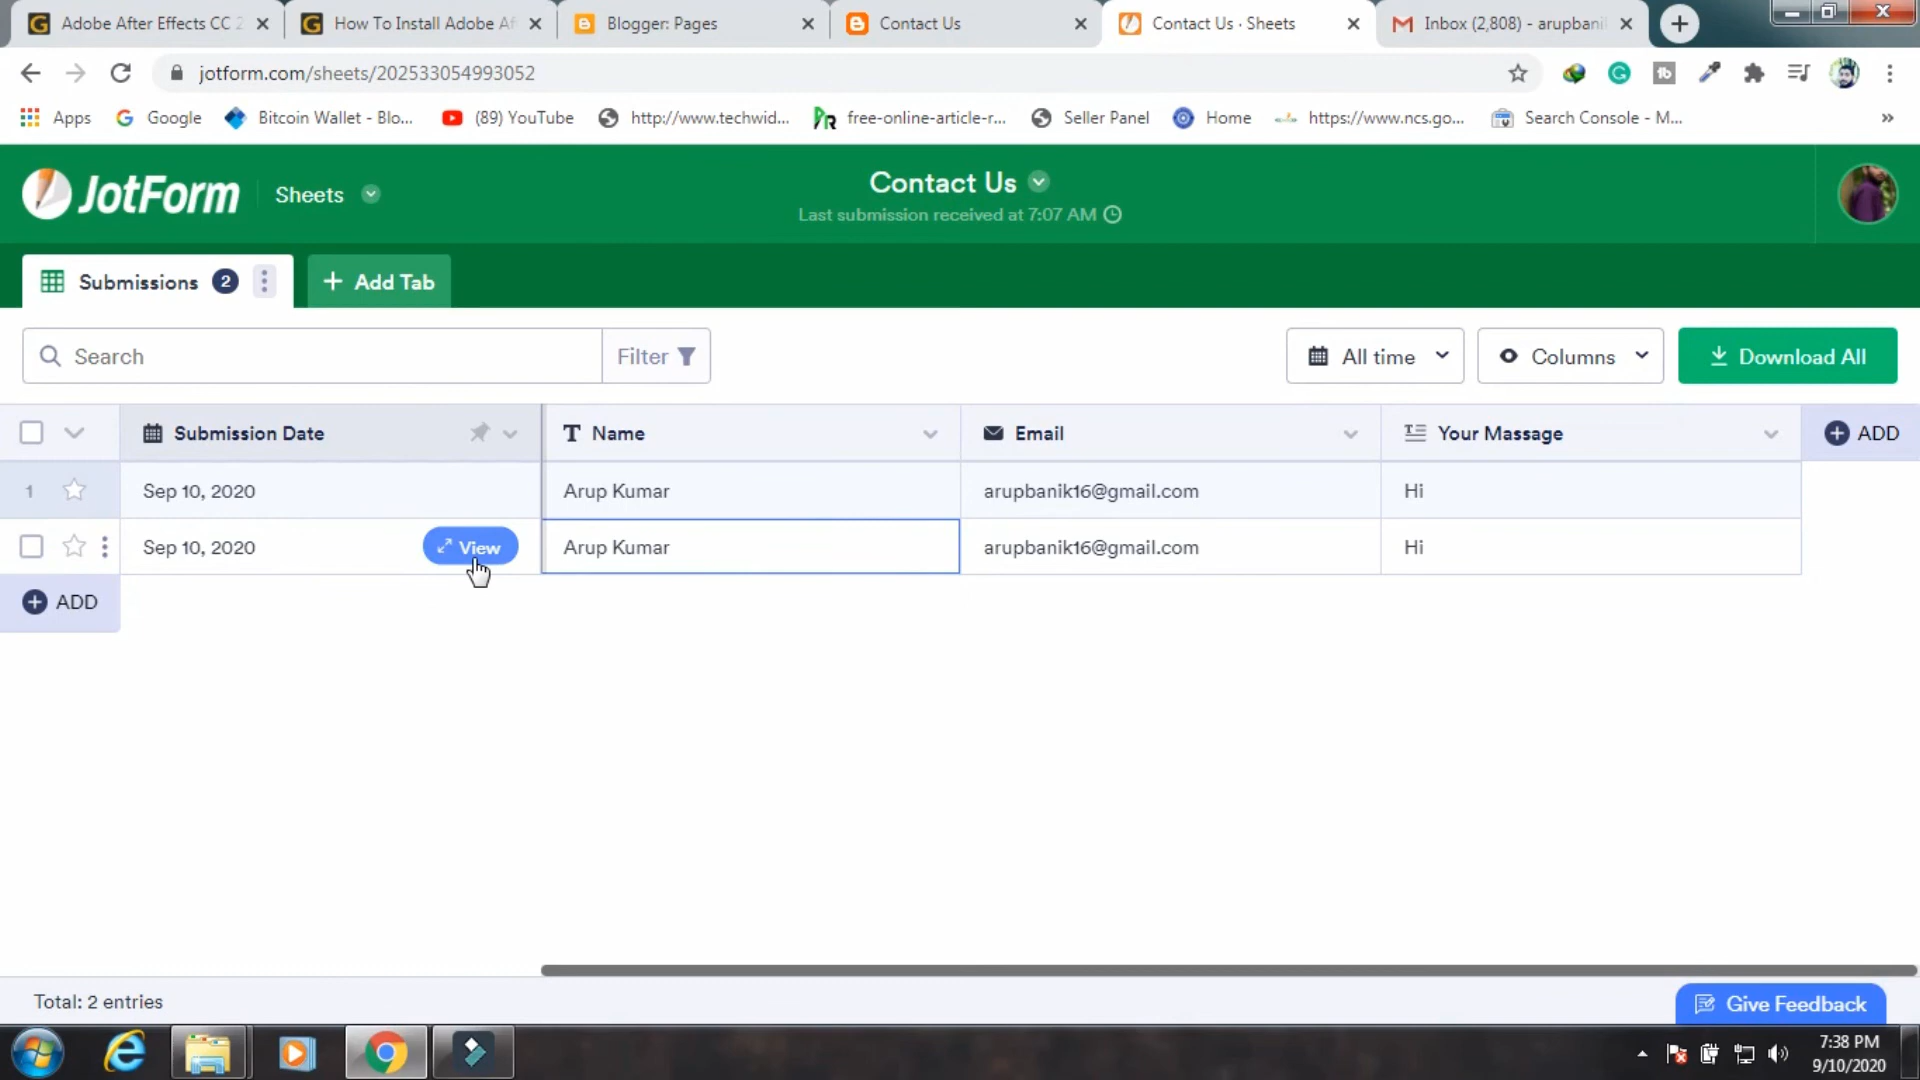 Adobe After Effects CC 2
How To Install Adobe Af
Blogger: Pages
Contact Us
Contact Us · Sheets
Inbox (2,808) - arupbani
jotform.com/sheets/202533054993052
Apps
Google
Bitcoin Wallet - Blo...
(89) YouTube
http://www.techwid...
free-online-article-r...
Seller Panel
Home
https://www.ncs.go...
Search Console - M...
»
JotForm
Sheets
Contact Us
Last submission received at 7:07 AM
Submissions 2
+ Add Tab
Search
Filter
All time
Columns
Download All
Submission Date
Name
Email
Your Massage
ADD
1
Sep 10, 2020
Arup Kumar
arupbanik16@gmail.com
Hi
Sep 10, 2020
View
Arup Kumar
arupbanik16@gmail.com
Hi
ADD
Total: 2 entries
Give Feedback
7:38 PM
9/10/2020